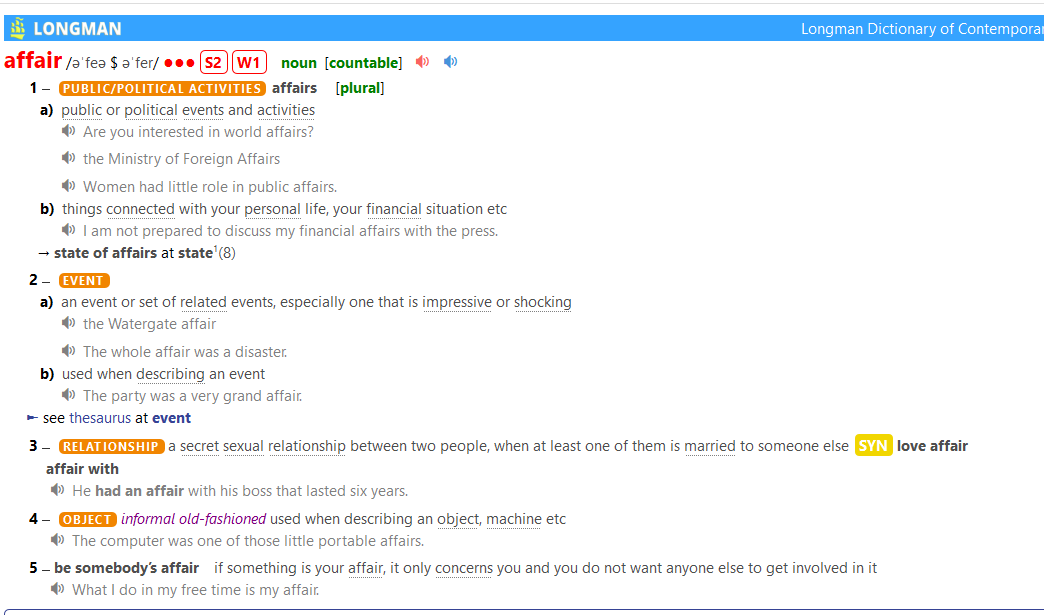 LONGMAN Longman Dictionary of Contemporar
affair /əˈfeə $ əˈfer/ ●●● S2 W1 noun [countable]
1 – PUBLIC/POLITICAL ACTIVITIES affairs [plural]
a) public or political events and activities
Are you interested in world affairs?
the Ministry of Foreign Affairs
Women had little role in public affairs.
b) things connected with your personal life, your financial situation etc
I am not prepared to discuss my financial affairs with the press.
→ state of affairs at state¹(8)
2 – EVENT
a) an event or set of related events, especially one that is impressive or shocking
the Watergate affair
The whole affair was a disaster.
b) used when describing an event
The party was a very grand affair.
► see thesaurus at event
3 – RELATIONSHIP a secret sexual relationship between two people, when at least one of them is married to someone else SYN love affair
affair with
He had an affair with his boss that lasted six years.
4 – OBJECT informal old-fashioned used when describing an object, machine etc
The computer was one of those little portable affairs.
5 – be somebody’s affair if something is your affair, it only concerns you and you do not want anyone else to get involved in it
What I do in my free time is my affair.